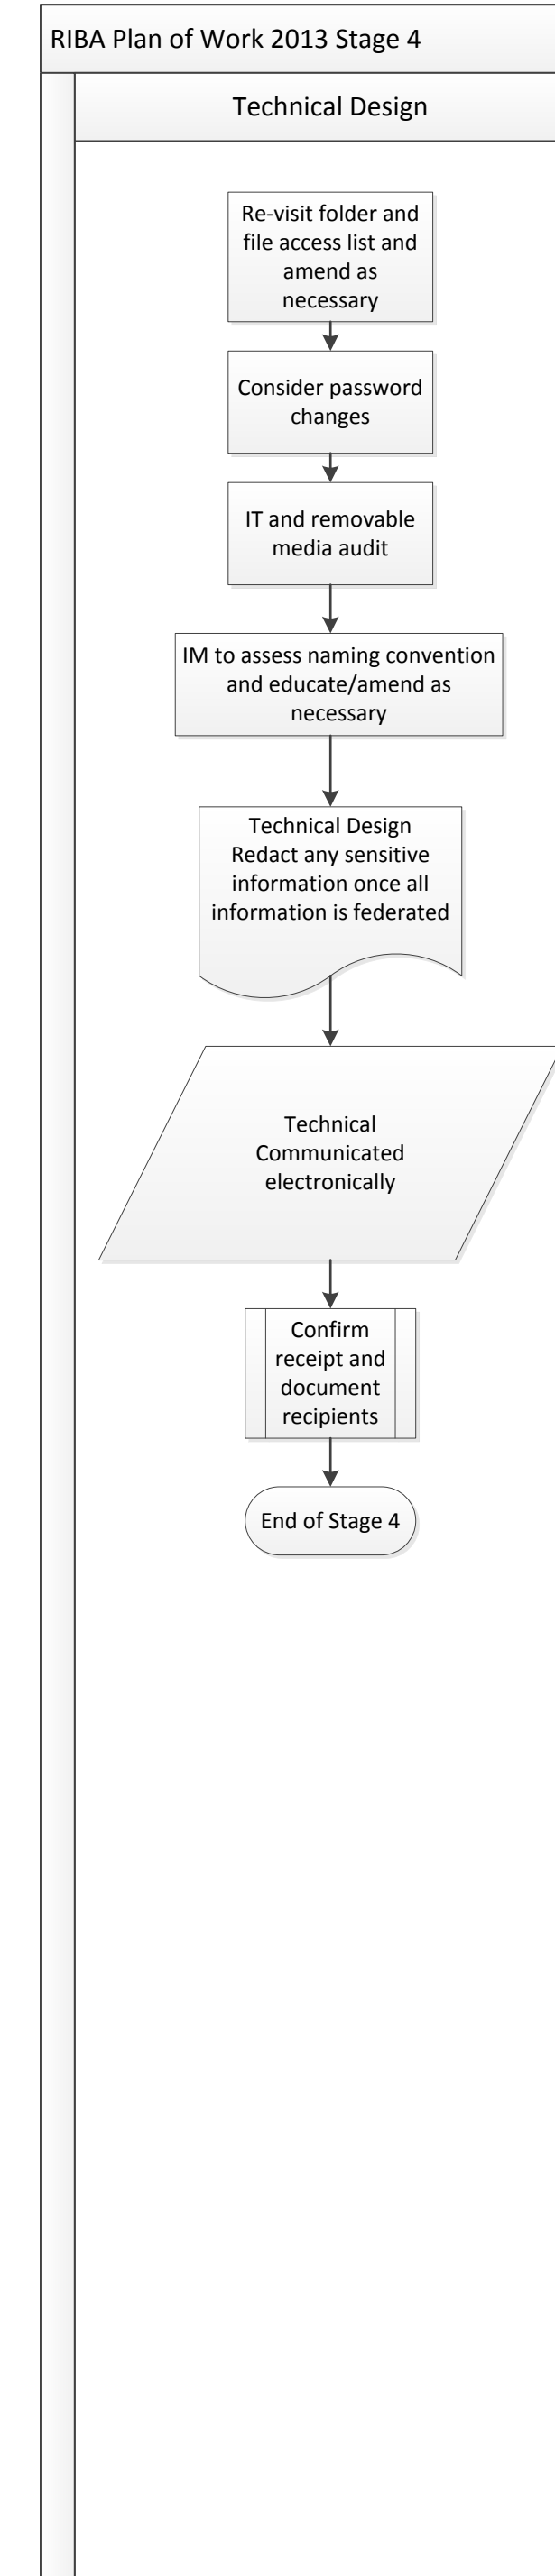 RIBA Plan of Work 2013 Stage 4
Technical Design
Re-visit folder and
file access list and
amend as
necessary
Consider password
changes
IT and removable
media audit
IM to assess naming convention
and educate/amend as
necessary
Technical Design
Redact any sensitive
information once all
information is federated
Technical
Communicated
electronically
Confirm
receipt and
document
recipients
End of Stage 4